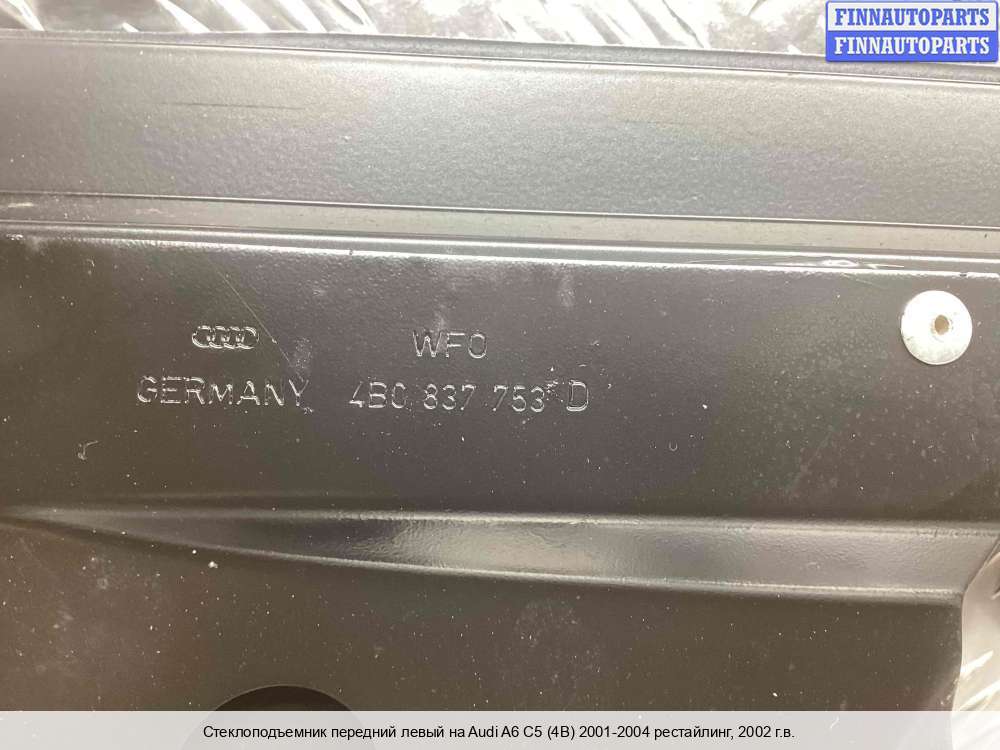 FINNAUTOPARTS
FINNAUTOPARTS
WFO
GERMANY 4B0 837 753 D
Стеклоподъемник передний левый на Audi A6 C5 (4B) 2001-2004 рестайлинг, 2002 г.в.